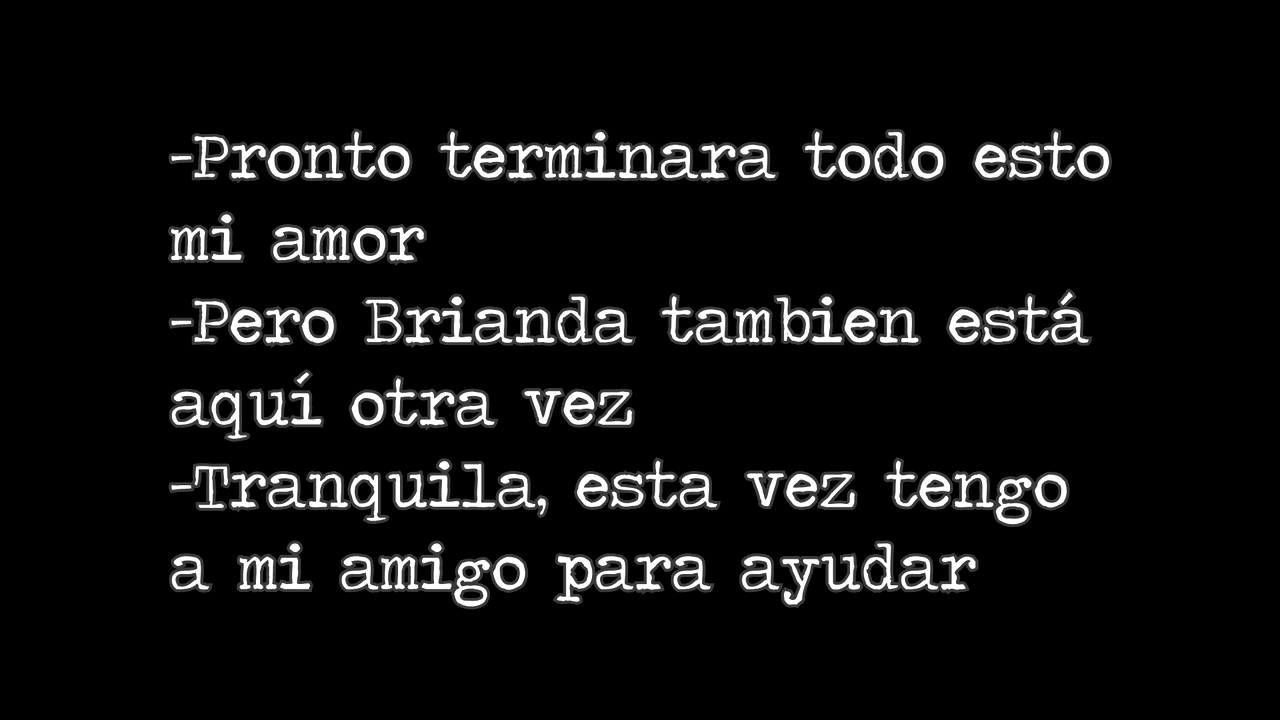 -Pronto terminara todo esto
mi amor
-Pero Brianda tambien está
aquí otra vez
-Tranquila, esta vez tengo
a mi amigo para ayudar